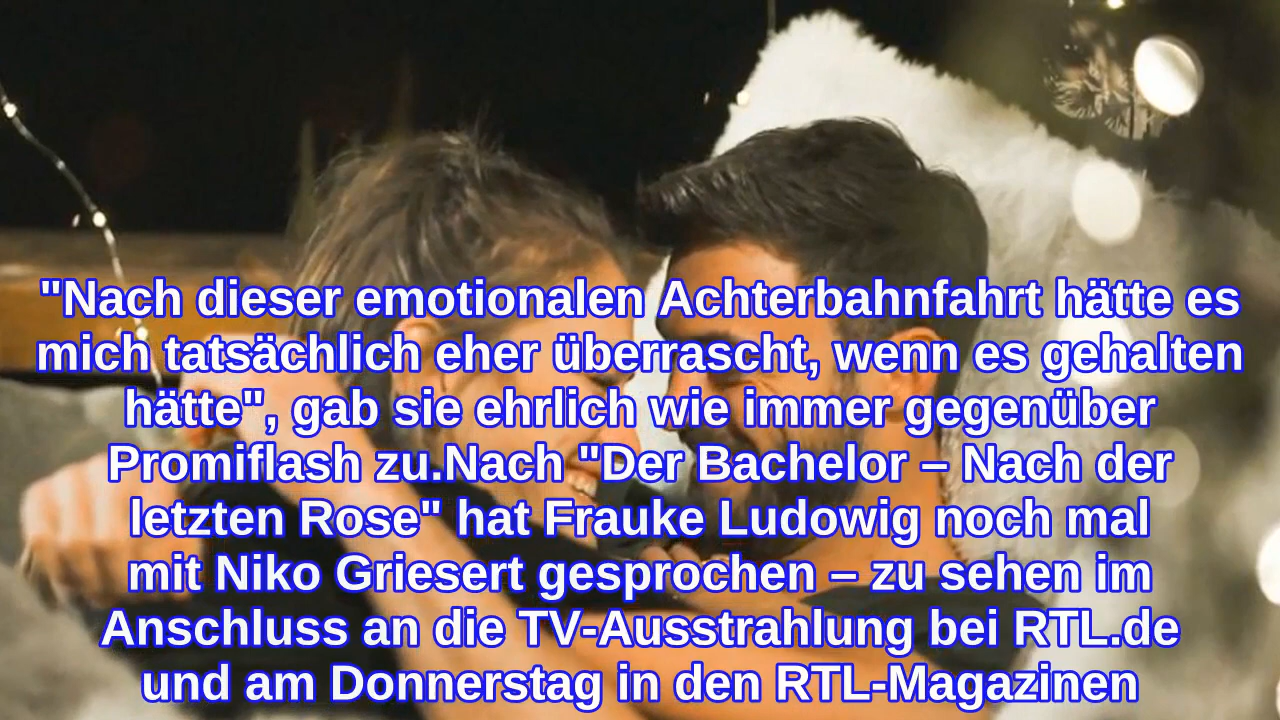 "Nach dieser emotionalen Achterbahnfahrt hätte es
mich tatsächlich eher überrascht, wenn es gehalten
hätte", gab sie ehrlich wie immer gegenüber
Promiflash zu.Nach "Der Bachelor – Nach der
letzten Rose" hat Frauke Ludowig noch mal
mit Niko Griesert gesprochen – zu sehen im
Anschluss an die TV-Ausstrahlung bei RTL.de
und am Donnerstag in den RTL-Magazinen